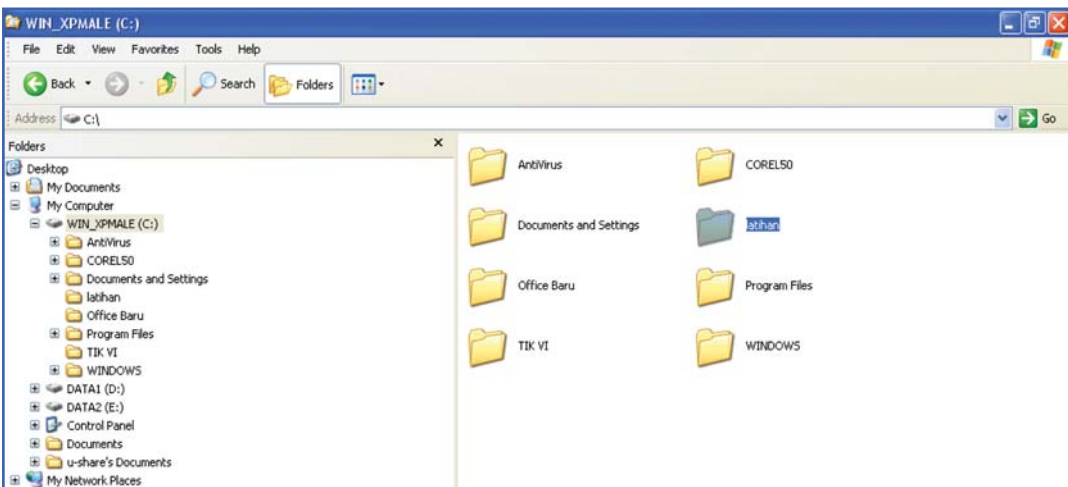 WIN_XPMALE (C:)
File Edit View Favorites Tools Help
Back Search Folders
Address C:\ Go
Folders
Desktop
My Documents
My Computer
WIN_XPMALE (C:)
AntiVirus
COREL50
Documents and Settings
latihan
Office Baru
Program Files
TIK VI
WINDOWS
DATA1 (D:)
DATA2 (E:)
Control Panel
Documents
u-share's Documents
My Network Places
AntiVirus COREL50
Documents and Settings latihan
Office Baru Program Files
TIK VI WINDOWS